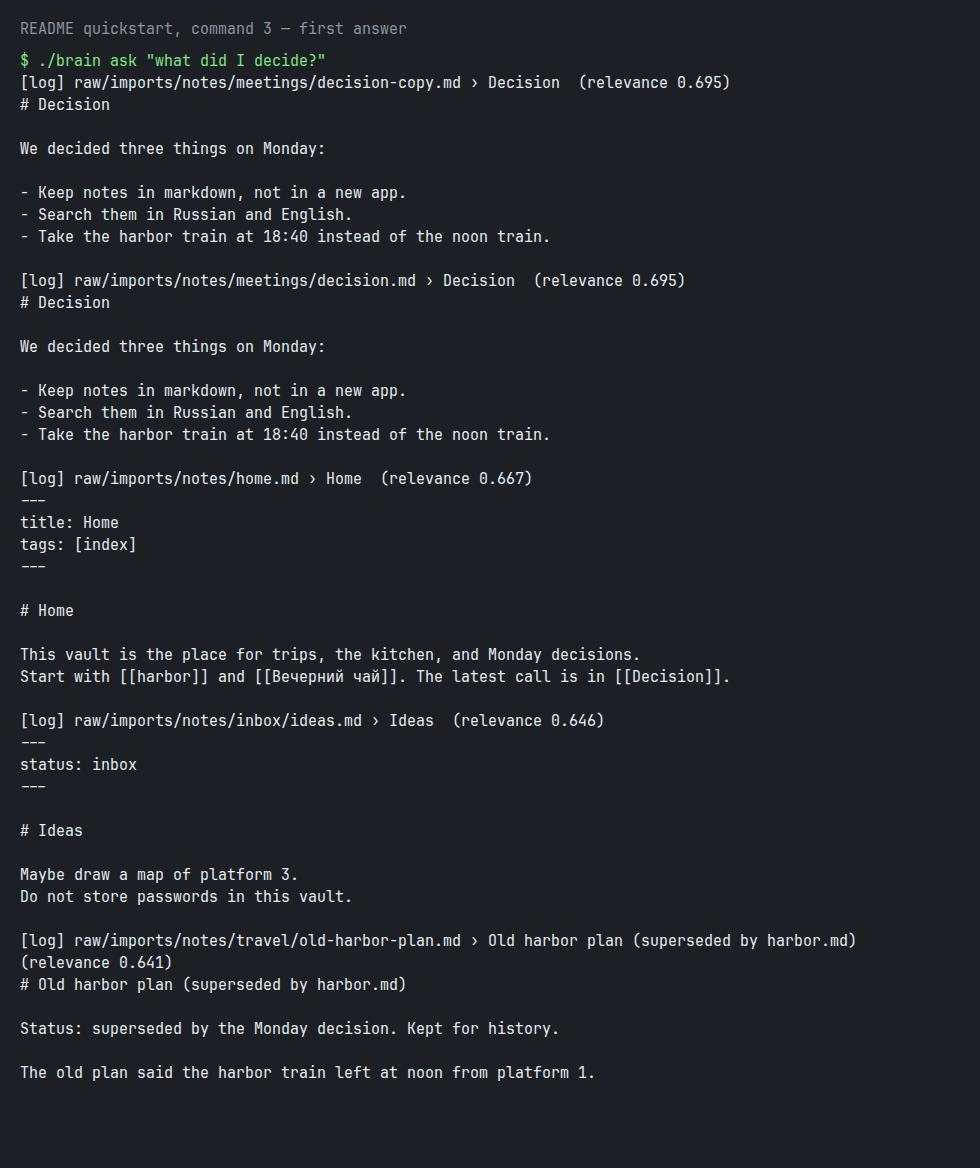 README quickstart, command 3 — first answer
$ ./brain ask "what did I decide?"
[log] raw/imports/notes/meetings/decision-copy.md › Decision  (relevance 0.695)
# Decision
We decided three things on Monday:
- Keep notes in markdown, not in a new app.
- Search them in Russian and English.
- Take the harbor train at 18:40 instead of the noon train.
[log] raw/imports/notes/meetings/decision.md › Decision  (relevance 0.695)
# Decision
We decided three things on Monday:
- Keep notes in markdown, not in a new app.
- Search them in Russian and English.
- Take the harbor train at 18:40 instead of the noon train.
[log] raw/imports/notes/home.md › Home  (relevance 0.667)
---
title: Home
tags: [index]
---
# Home
This vault is the place for trips, the kitchen, and Monday decisions.
Start with [[harbor]] and [[Вечерний чай]]. The latest call is in [[Decision]].
[log] raw/imports/notes/inbox/ideas.md › Ideas  (relevance 0.646)
---
status: inbox
---
# Ideas
Maybe draw a map of platform 3.
Do not store passwords in this vault.
[log] raw/imports/notes/travel/old-harbor-plan.md › Old harbor plan (superseded by harbor.md)
(relevance 0.641)
# Old harbor plan (superseded by harbor.md)
Status: superseded by the Monday decision. Kept for history.
The old plan said the harbor train left at noon from platform 1.